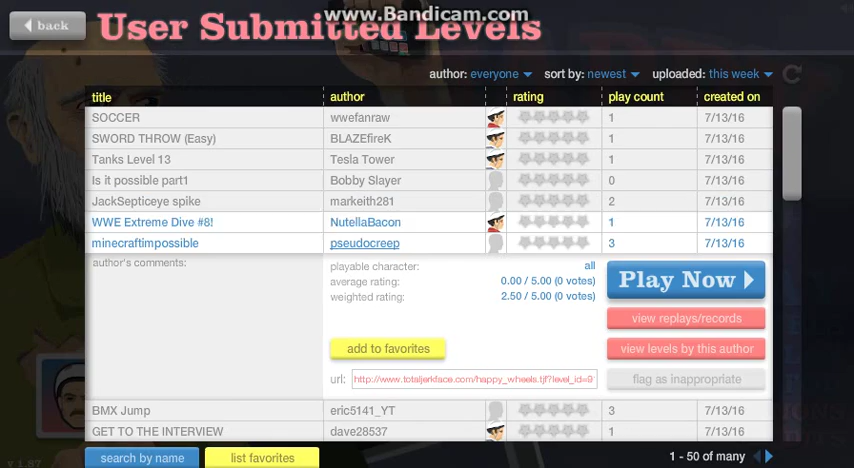 www.Bandicam.com
back
User Submitted Levels
author: everyone sort by: newest uploaded: this week
title author rating play count created on
SOCCER wwefanraw 1 7/13/16
SWORD THROW (Easy) BLAZEfireK 1 7/13/16
Tanks Level 13 Tesla Tower 1 7/13/16
Is it possible part1 Bobby Slayer 0 7/13/16
JackSepticeye spike markeith281 2 7/13/16
WWE Extreme Dive #8! NutellaBacon 1 7/13/16
minecraftimpossible pseudocreep 3 7/13/16
author's comments:
playable character: all
average rating: 0.00 / 5.00 (0 votes)
weighted rating: 2.50 / 5.00 (0 votes)
Play Now
view replays/records
add to favorites
view levels by this author
url: http://www.totaljerkface.com/happy_wheels.tjf?level_id=9
flag as inappropriate
BMX Jump eric5141_YT 3 7/13/16
GET TO THE INTERVIEW dave28537 1 7/13/16
search by name list favorites 1 - 50 of many
v 1.87